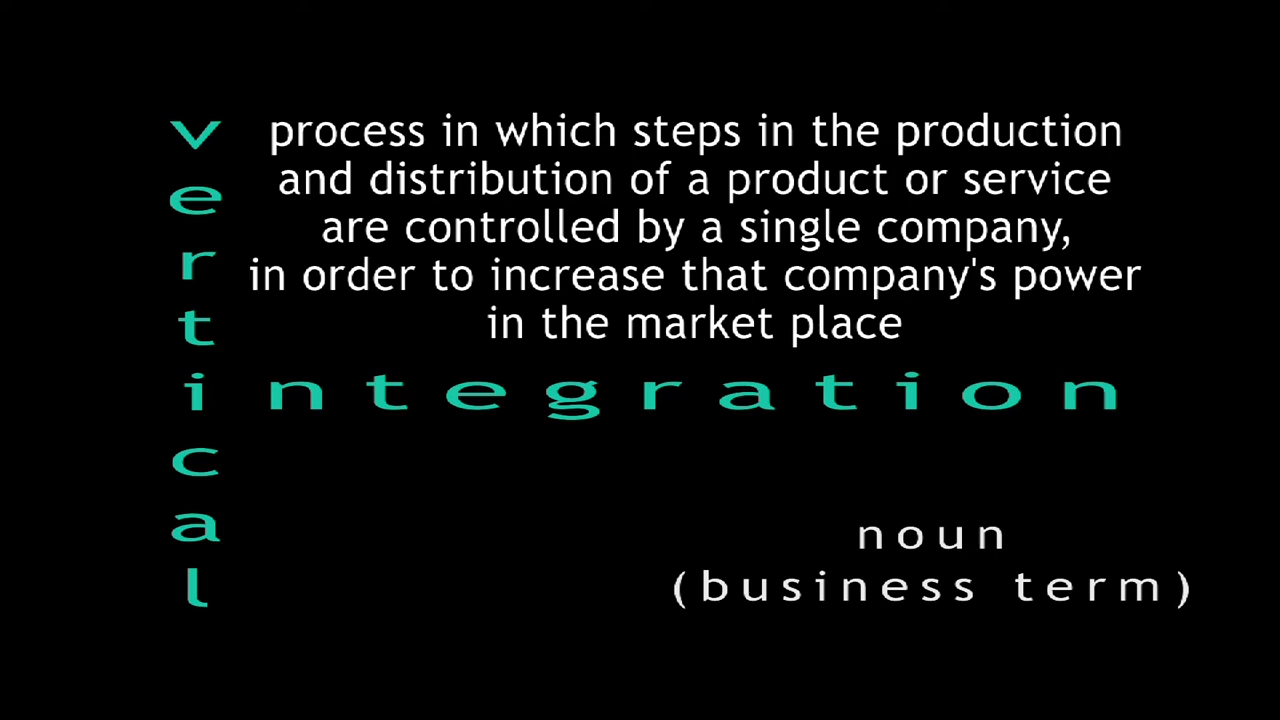 vertical
process in which steps in the production
and distribution of a product or service
are controlled by a single company,
in order to increase that company's power
in the market place
integration
noun
(business term)